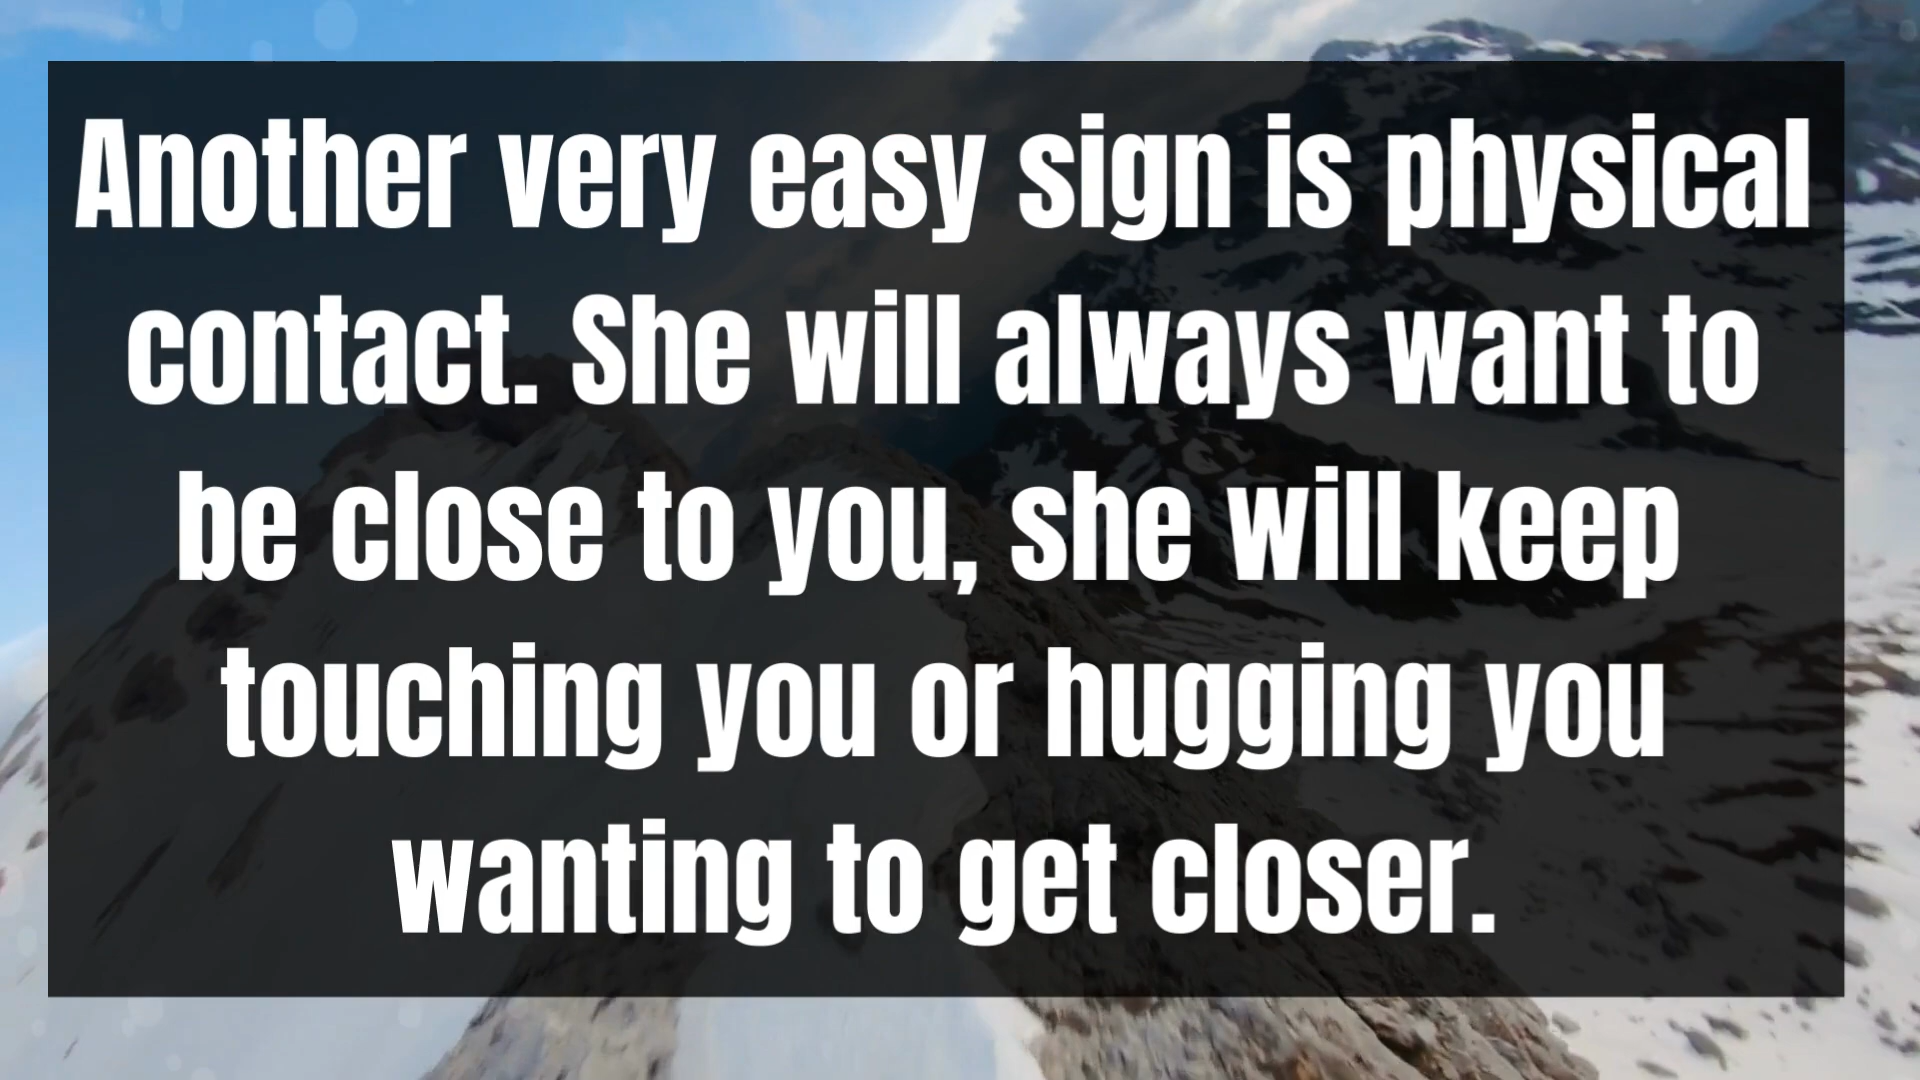 Another very easy sign is physical
contact. She will always want to
be close to you, she will keep
touching you or hugging you
wanting to get closer.